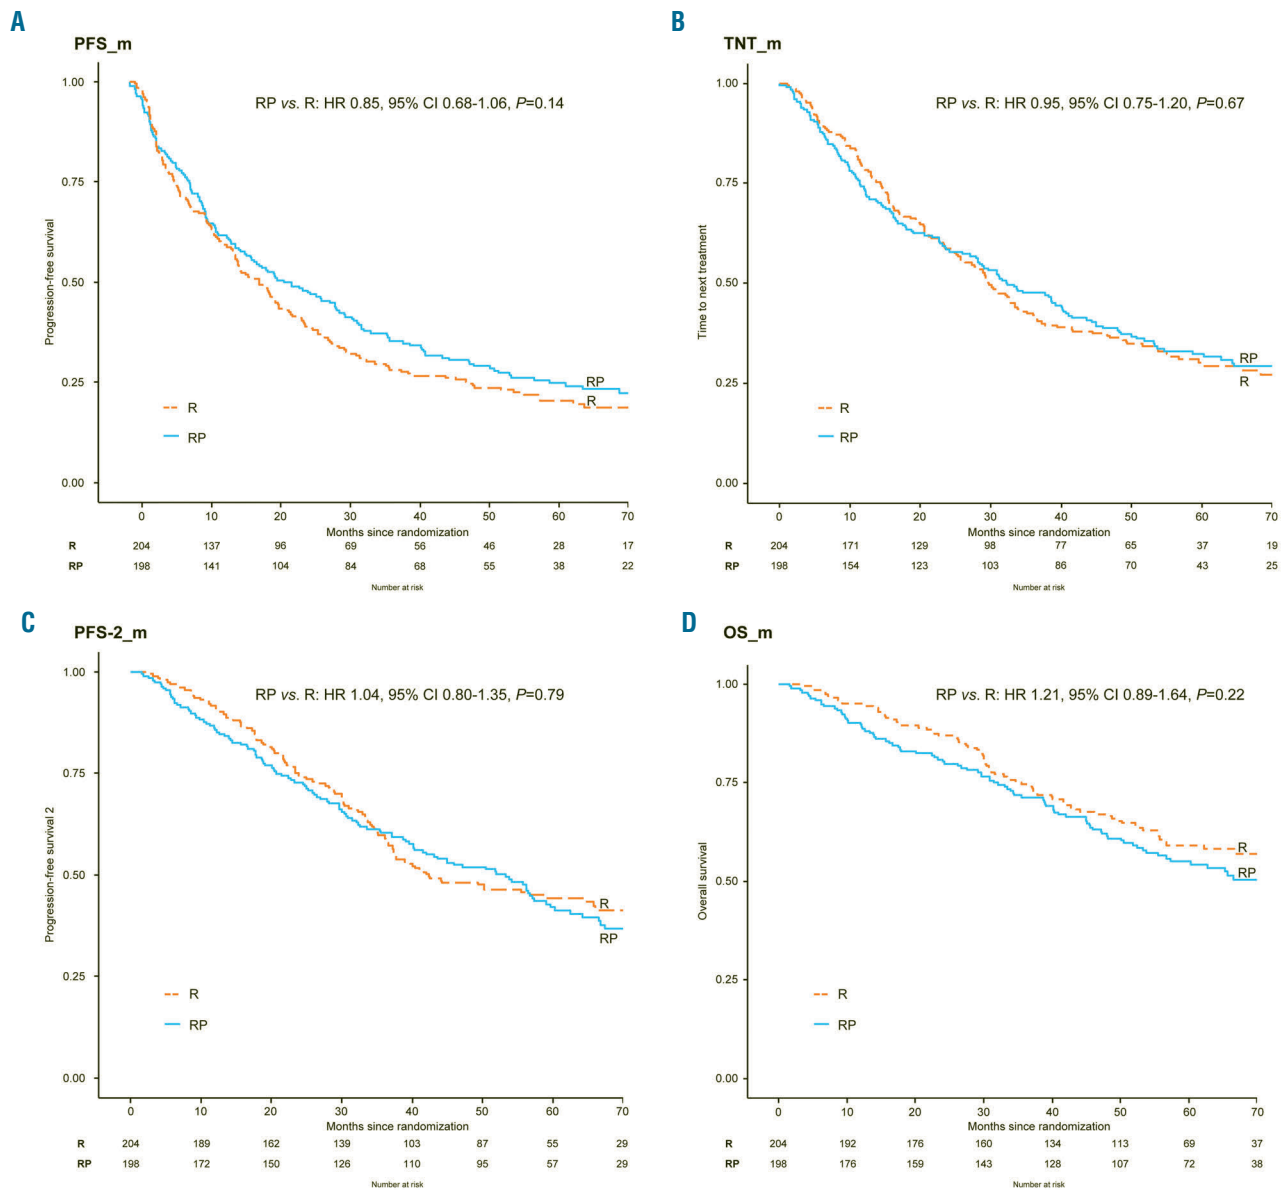 A
PFS_m
RP vs. R: HR 0.85, 95% CI 0.68-1.06, P=0.14
Progression-free survival
1.00
0.75
0.50
0.25
0.00
RP
R
R
RP
0 10 20 30 40 50 60 70
Months since randomization
R 204 137 96 69 56 46 28 17
RP 198 141 104 84 68 55 38 22
Number at risk
B
TNT_m
RP vs. R: HR 0.95, 95% CI 0.75-1.20, P=0.67
Time to next treatment
1.00
0.75
0.50
0.25
0.00
RP
R
R
RP
0 10 20 30 40 50 60 70
Months since randomization
R 204 171 129 98 77 65 37 19
RP 198 154 123 103 86 70 43 25
Number at risk
C
PFS-2_m
RP vs. R: HR 1.04, 95% CI 0.80-1.35, P=0.79
Progression-free survival 2
1.00
0.75
0.50
0.25
0.00
R
RP
R
RP
0 10 20 30 40 50 60 70
Months since randomization
R 204 189 162 139 103 87 55 29
RP 198 172 150 126 110 95 57 29
Number at risk
D
OS_m
RP vs. R: HR 1.21, 95% CI 0.89-1.64, P=0.22
Overall survival
1.00
0.75
0.50
0.25
0.00
R
RP
R
RP
0 10 20 30 40 50 60 70
Months since randomization
R 204 192 176 160 134 113 69 37
RP 198 176 159 143 128 107 72 38
Number at risk